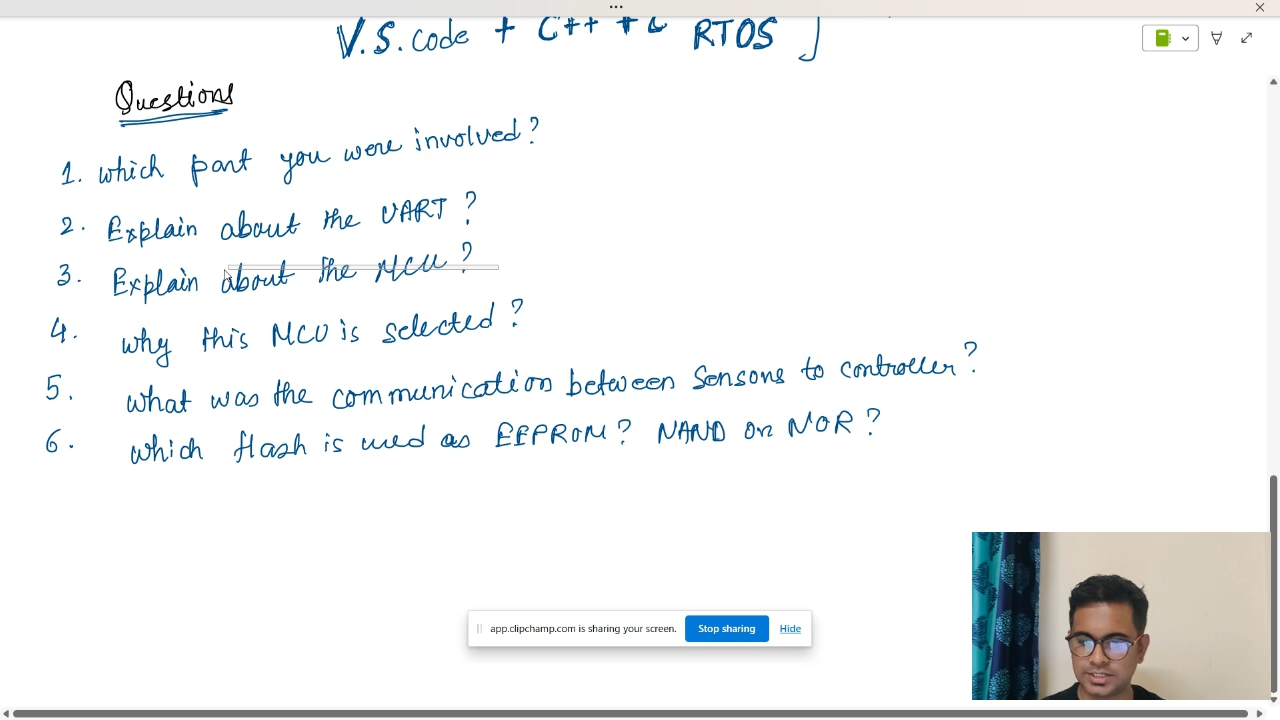 V.S. Code + C++ + C RTOS ]
Questions
1. Which part you were involved?
2. Explain about the UART?
3. Explain about the MCU?
4. why this MCU is selected?
5. what was the communication between Sensors to controller?
6. which flash is used as EEPROM? NAND or NOR?
app.clipchamp.com is sharing your screen. Stop sharing Hide